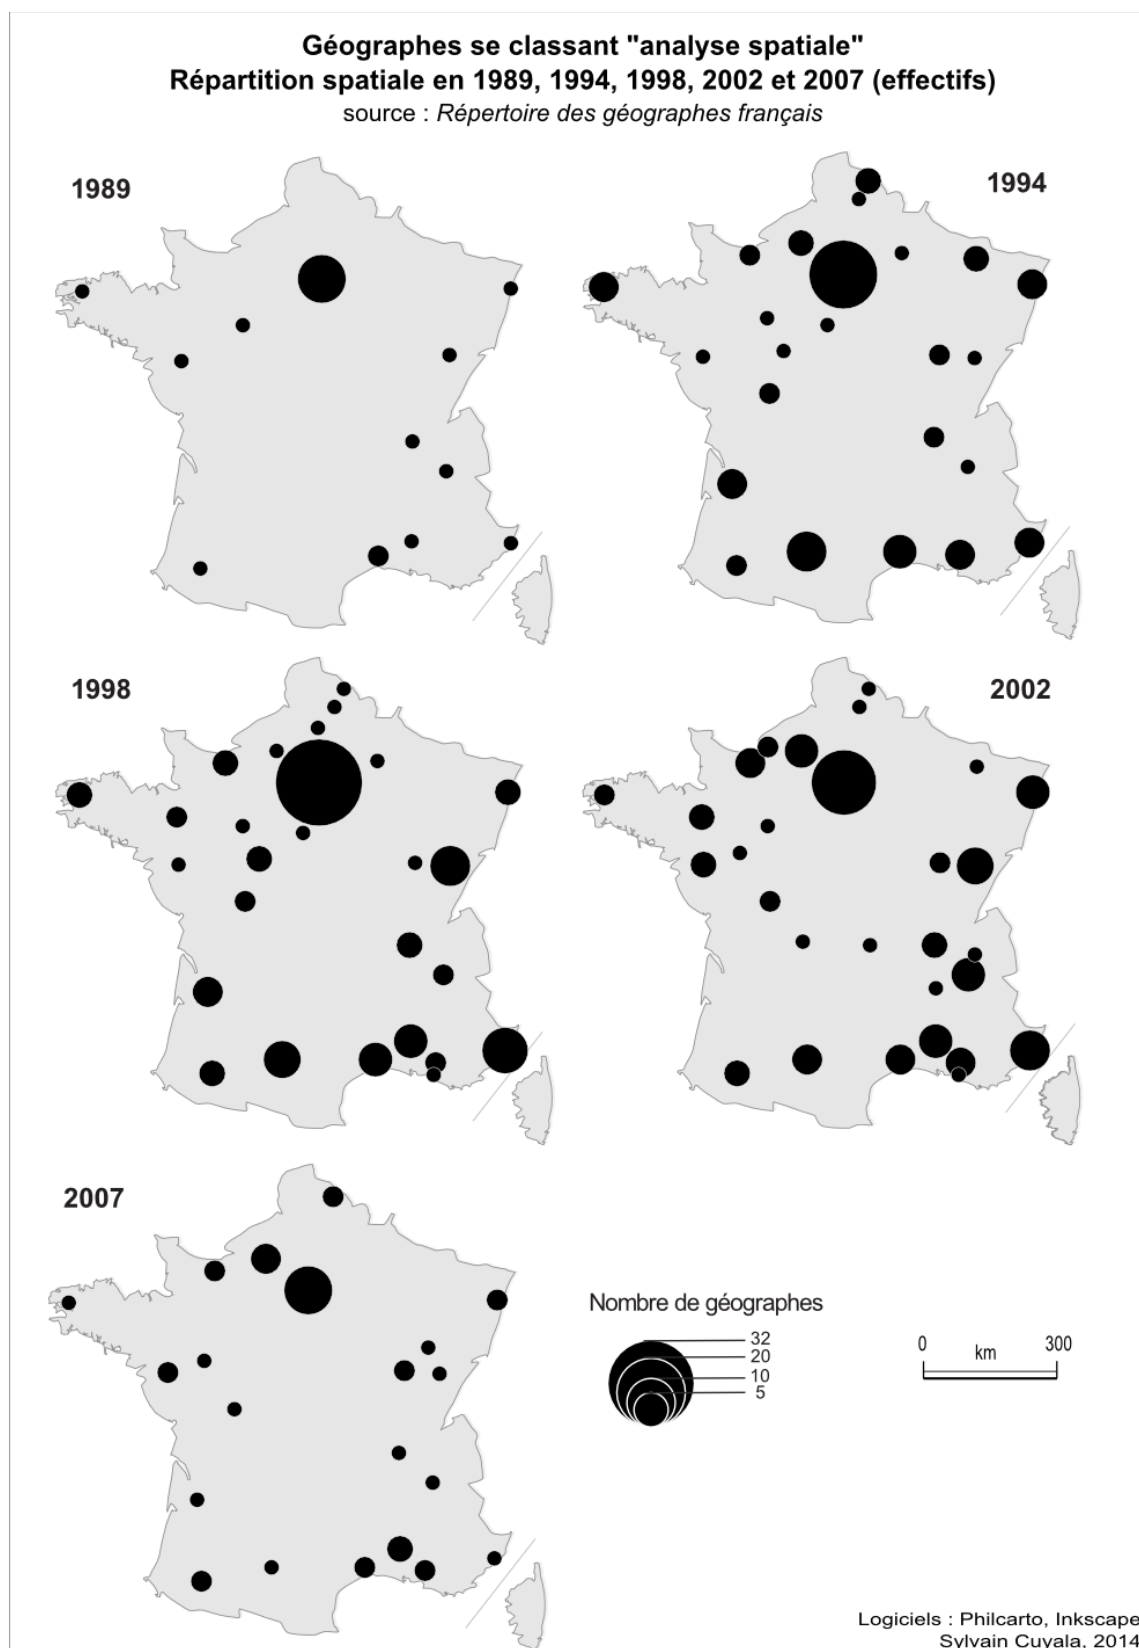 Géographes se classant "analyse spatiale"
Répartition spatiale en 1989, 1994, 1998, 2002 et 2007 (effectifs)
source : Répertoire des géographes français
1989
1994
1998
2002
2007
Nombre de géographes
32
20
10
5
0 300
km
Logiciels : Philcarto, Inkscape
Sylvain Cuyala, 2014